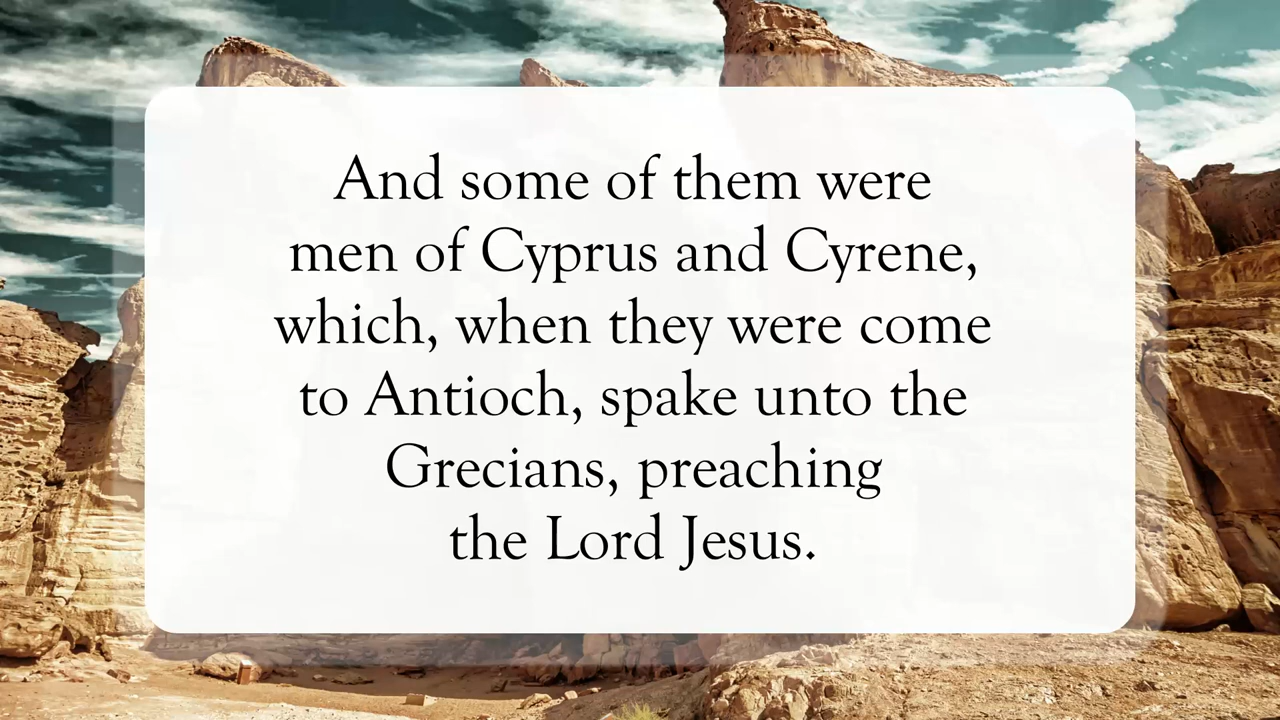 And some of them were
men of Cyprus and Cyrene,
which, when they were come
to Antioch, spake unto the
Grecians, preaching
the Lord Jesus.